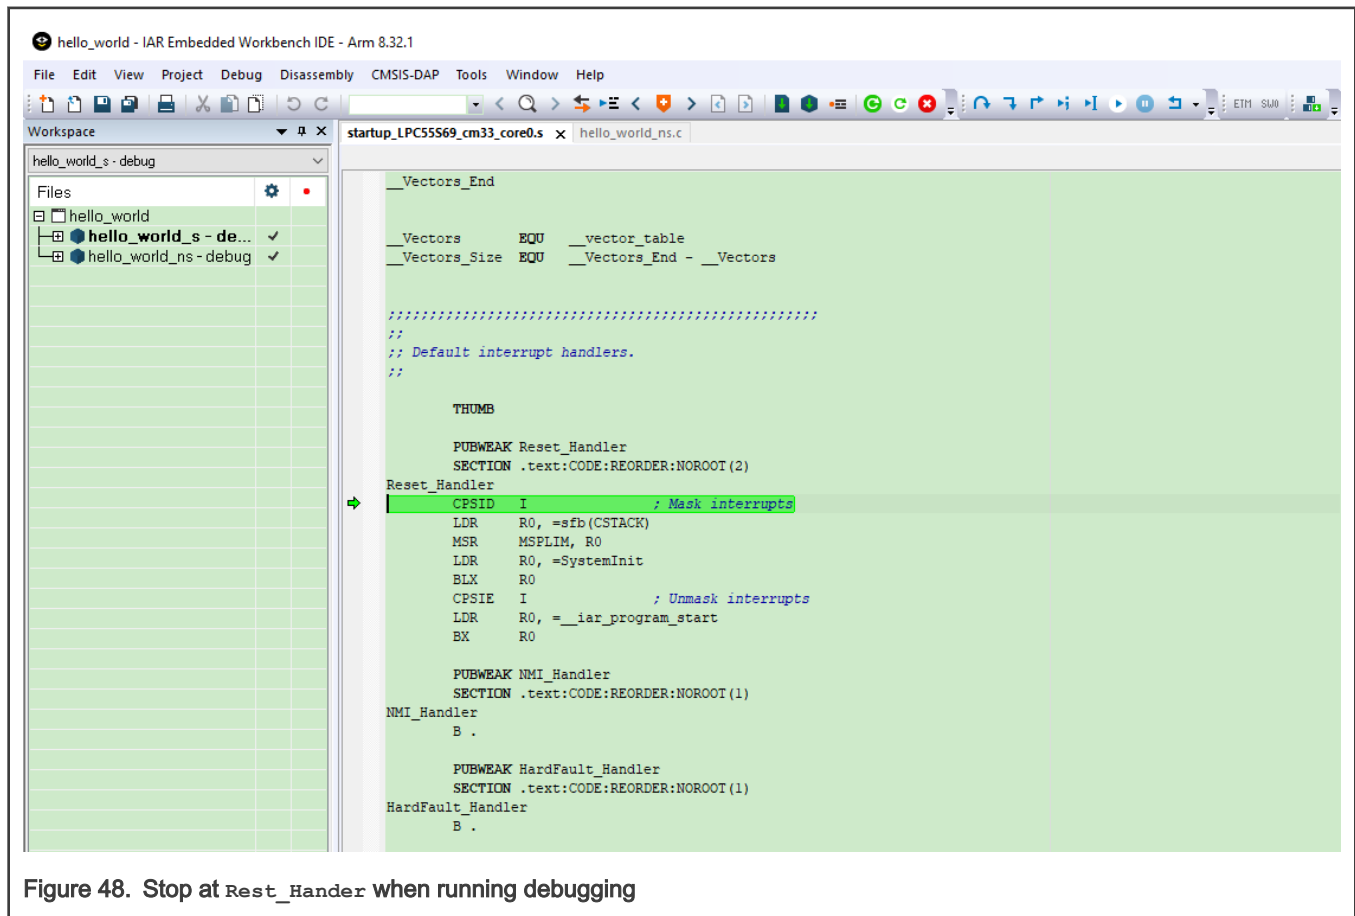 hello_world - IAR Embedded Workbench IDE - Arm 8.32.1
File Edit View Project Debug Disassembly CMSIS-DAP Tools Window Help
ETM SWO
Workspace
startup_LPC55S69_cm33_core0.s x hello_world_ns.c
hello_world_s - debug
Files
hello_world
hello_world_s - de...
hello_world_ns - debug
__Vectors_End
__Vectors EQU __vector_table
__Vectors_Size EQU __Vectors_End - __Vectors
;;;;;;;;;;;;;;;;;;;;;;;;;;;;;;;;;;;;;;;;;;;;;;;;;;;;
;;
;; Default interrupt handlers.
;;
THUMB
PUBWEAK Reset_Handler
SECTION .text:CODE:REORDER:NOROOT(2)
Reset_Handler
CPSID I ; Mask interrupts
LDR R0, =sfb(CSTACK)
MSR MSPLIM, R0
LDR R0, =SystemInit
BLX R0
CPSIE I ; Unmask interrupts
LDR R0, =__iar_program_start
BX R0
PUBWEAK NMI_Handler
SECTION .text:CODE:REORDER:NOROOT(1)
NMI_Handler
B .
PUBWEAK HardFault_Handler
SECTION .text:CODE:REORDER:NOROOT(1)
HardFault_Handler
B .
Figure 48. Stop at Rest_Hander when running debugging